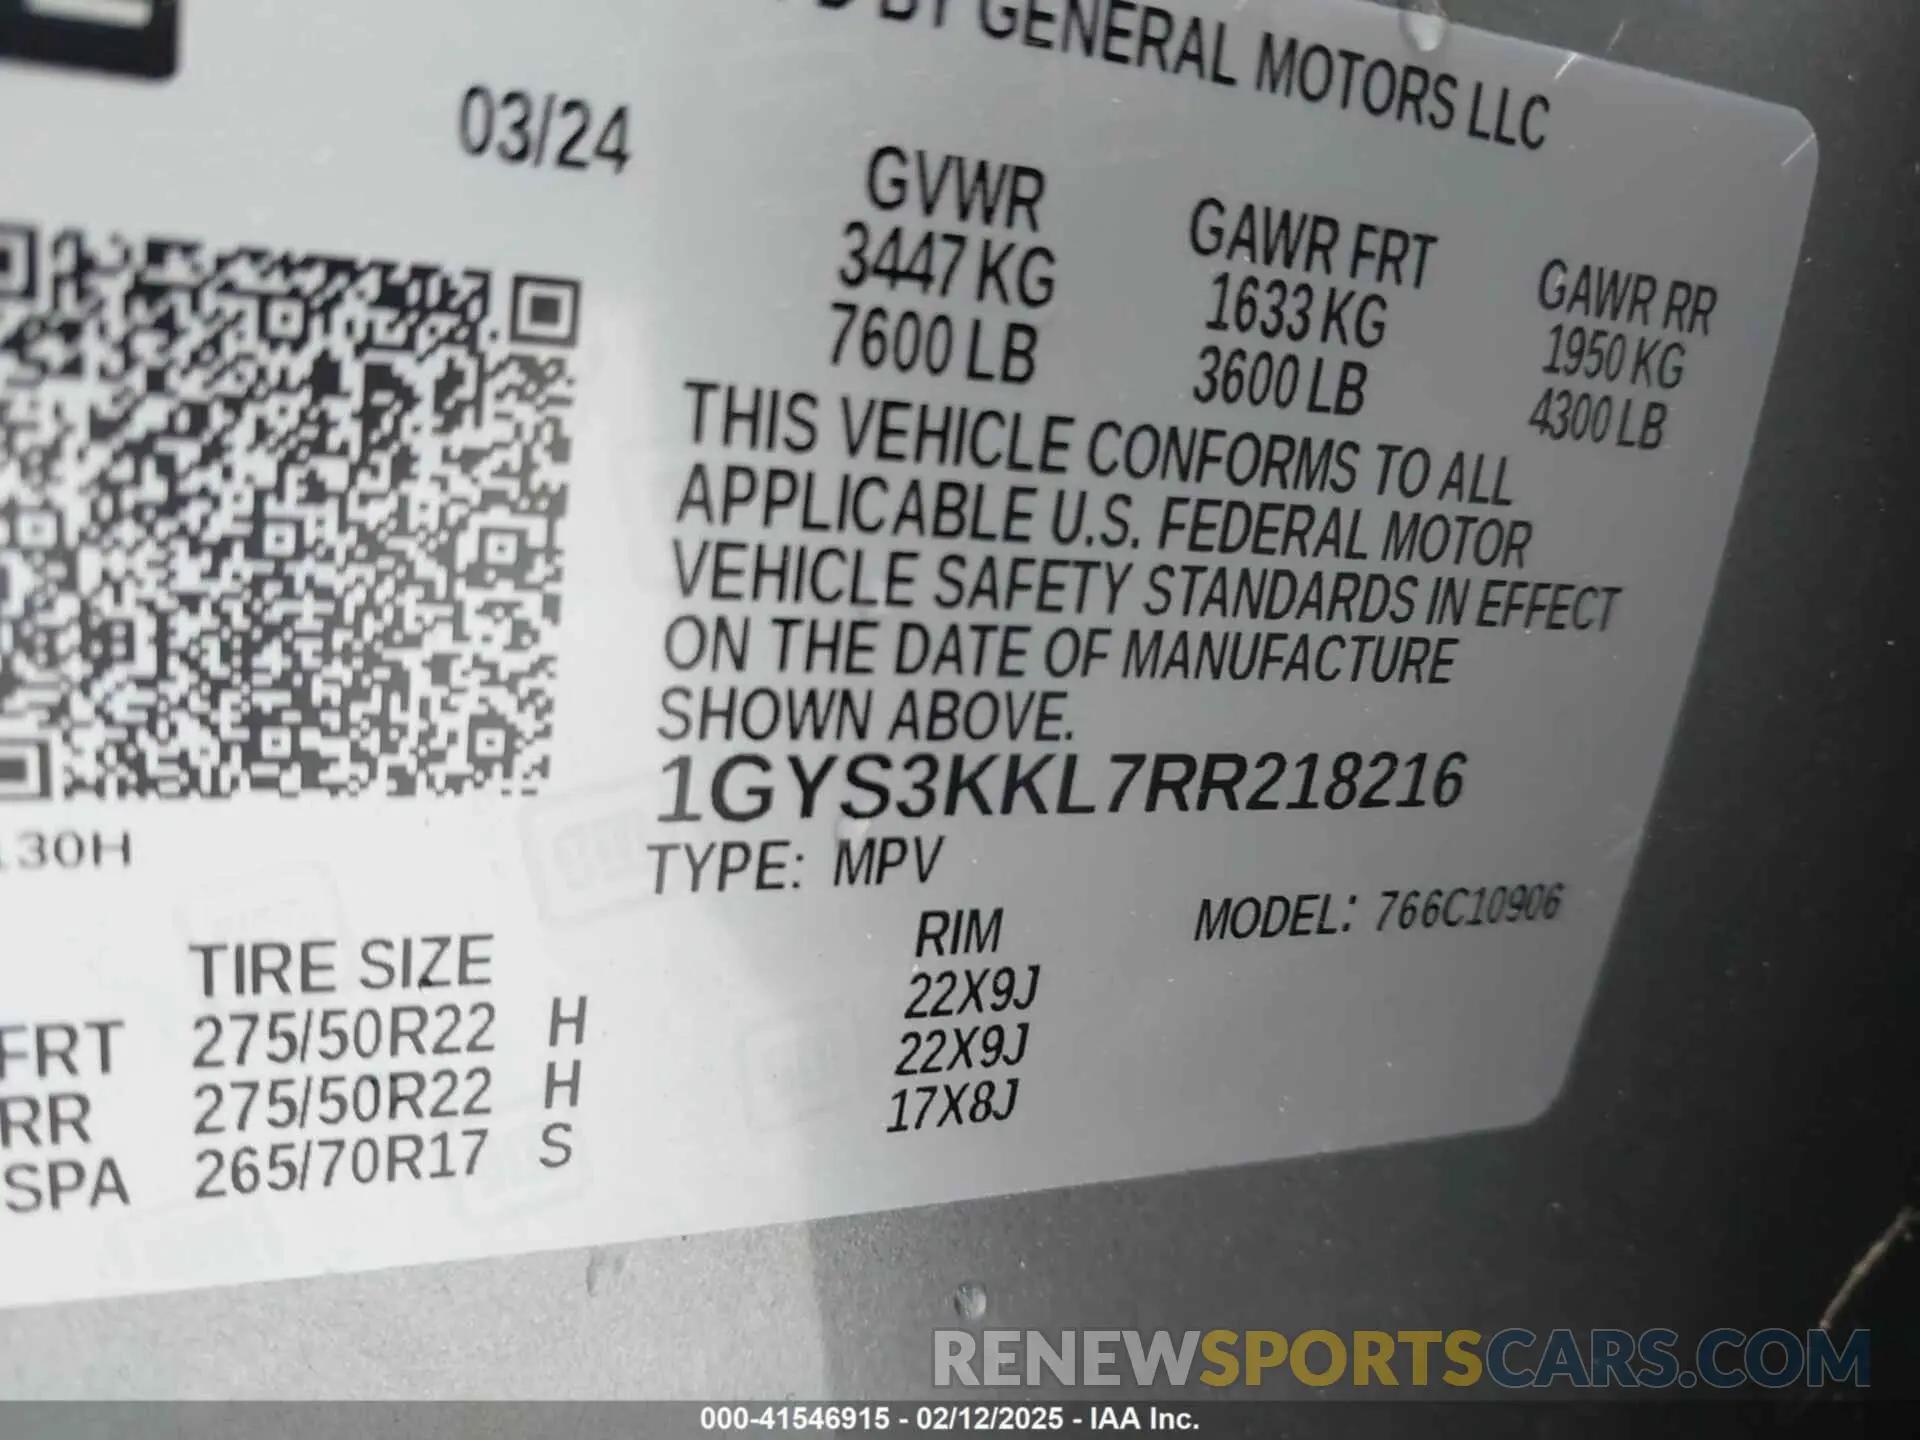 BY GENERAL MOTORS LLC
03/24
GVWR
3447 KG
7600 LB
GAWR FRT
1633 KG
3600 LB
GAWR RR
1950 KG
4300 LB
THIS VEHICLE CONFORMS TO ALL
APPLICABLE U.S. FEDERAL MOTOR
VEHICLE SAFETY STANDARDS IN EFFECT
ON THE DATE OF MANUFACTURE
SHOWN ABOVE.
1GYS3KKL7RR218216
130H
TYPE: MPV
MODEL: 766C10906
TIRE SIZE RIM
FRT 275/50R22 H 22X9J
RR 275/50R22 H 22X9J
SPA 265/70R17 S 17X8J
RENEWSPORTSCARS.COM
000-41546915 - 02/12/2025 - IAA Inc.